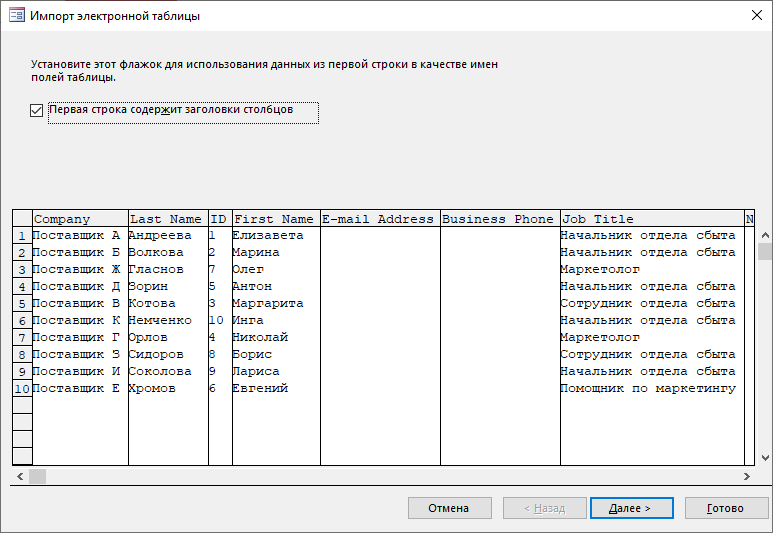 Импорт электронной таблицы
Установите этот флажок для использования данных из первой строки в качестве имен
полей таблицы.
Первая строка содержит заголовки столбцов
Company Last Name ID First Name E-mail Address Business Phone Job Title N
1 Поставщик А Андреева 1 Елизавета Начальник отдела сбыта
2 Поставщик Б Волкова 2 Марина Начальник отдела сбыта
3 Поставщик Ж Гласнов 7 Олег Маркетолог
4 Поставщик Д Зорин 5 Антон Начальник отдела сбыта
5 Поставщик В Котова 3 Маргарита Сотрудник отдела сбыта
6 Поставщик К Немченко 10 Инга Начальник отдела сбыта
7 Поставщик Г Орлов 4 Николай Маркетолог
8 Поставщик З Сидоров 8 Борис Сотрудник отдела сбыта
9 Поставщик И Соколова 9 Лариса Начальник отдела сбыта
10 Поставщик Е Хромов 6 Евгений Помощник по маркетингу
Отмена < Назад Далее > Готово